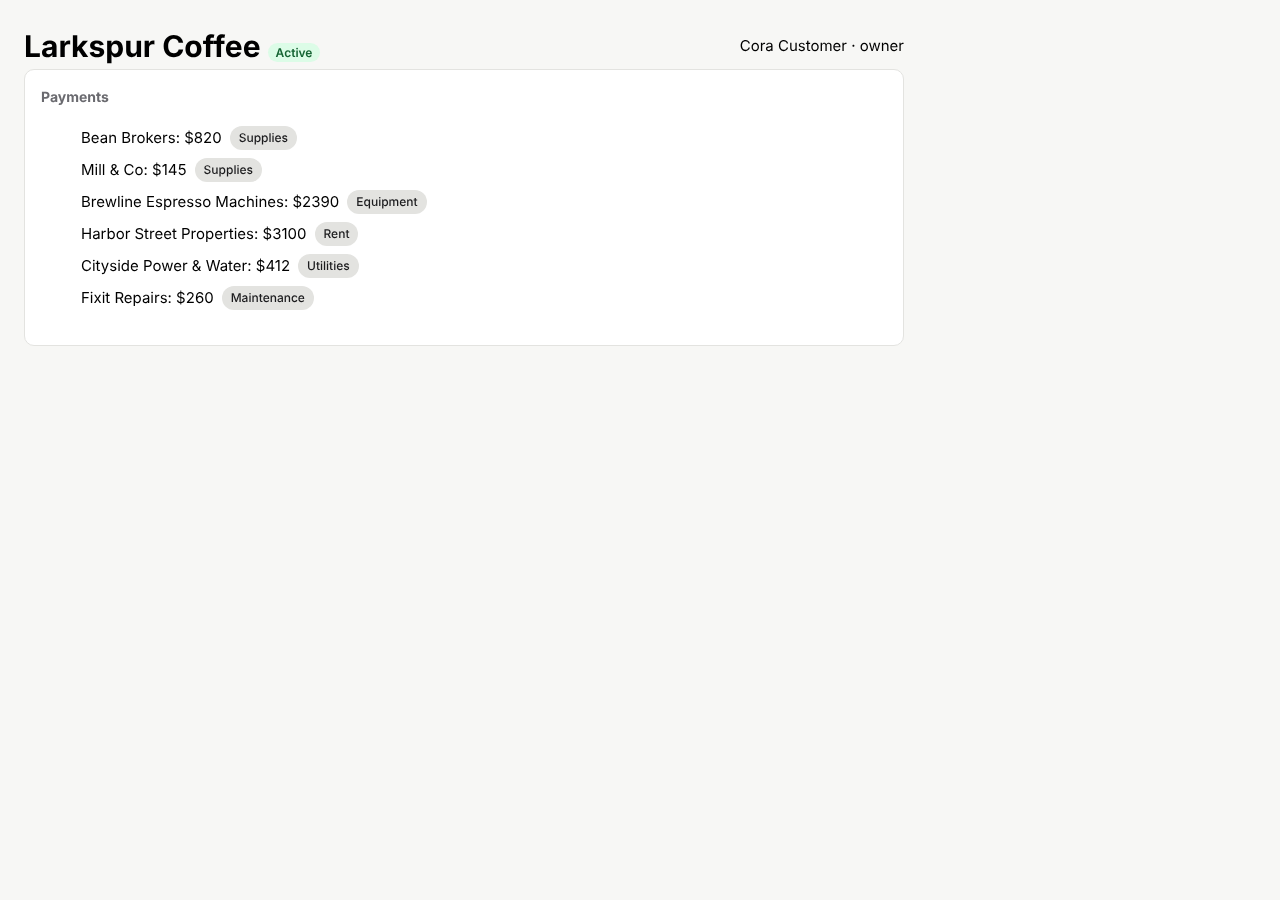 Larkspur Coffee Active
Cora Customer · owner
Payments
Bean Brokers: $820 Supplies
Mill & Co: $145 Supplies
Brewline Espresso Machines: $2390 Equipment
Harbor Street Properties: $3100 Rent
Cityside Power & Water: $412 Utilities
Fixit Repairs: $260 Maintenance